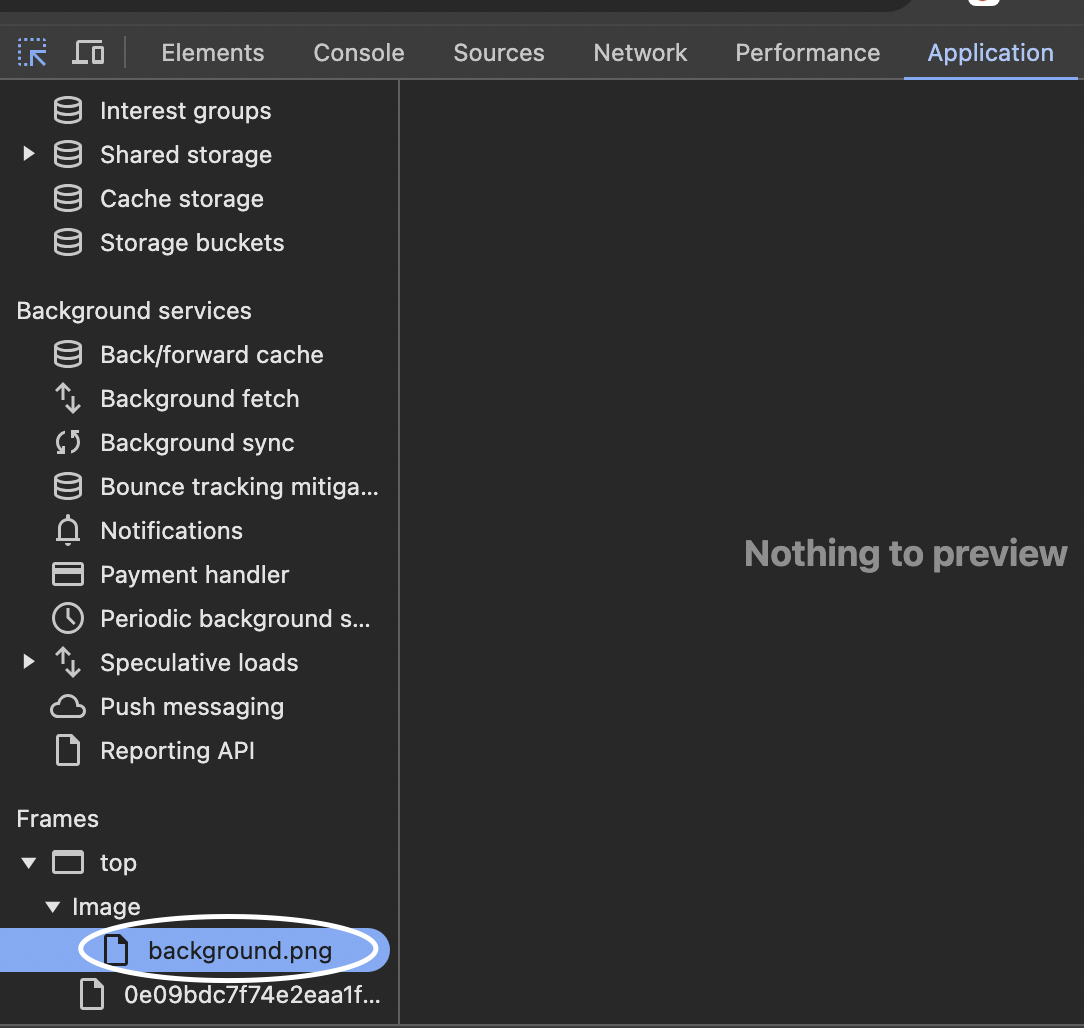 Elements Console Sources Network Performance Application
Interest groups
Shared storage
Cache storage
Storage buckets
Background services
Back/forward cache
Background fetch
Background sync
Bounce tracking mitiga...
Notifications
Payment handler
Periodic background s...
Speculative loads
Push messaging
Reporting API
Frames
top
Image
background.png
0e09bdc7f74e2eaa1f...
Nothing to preview